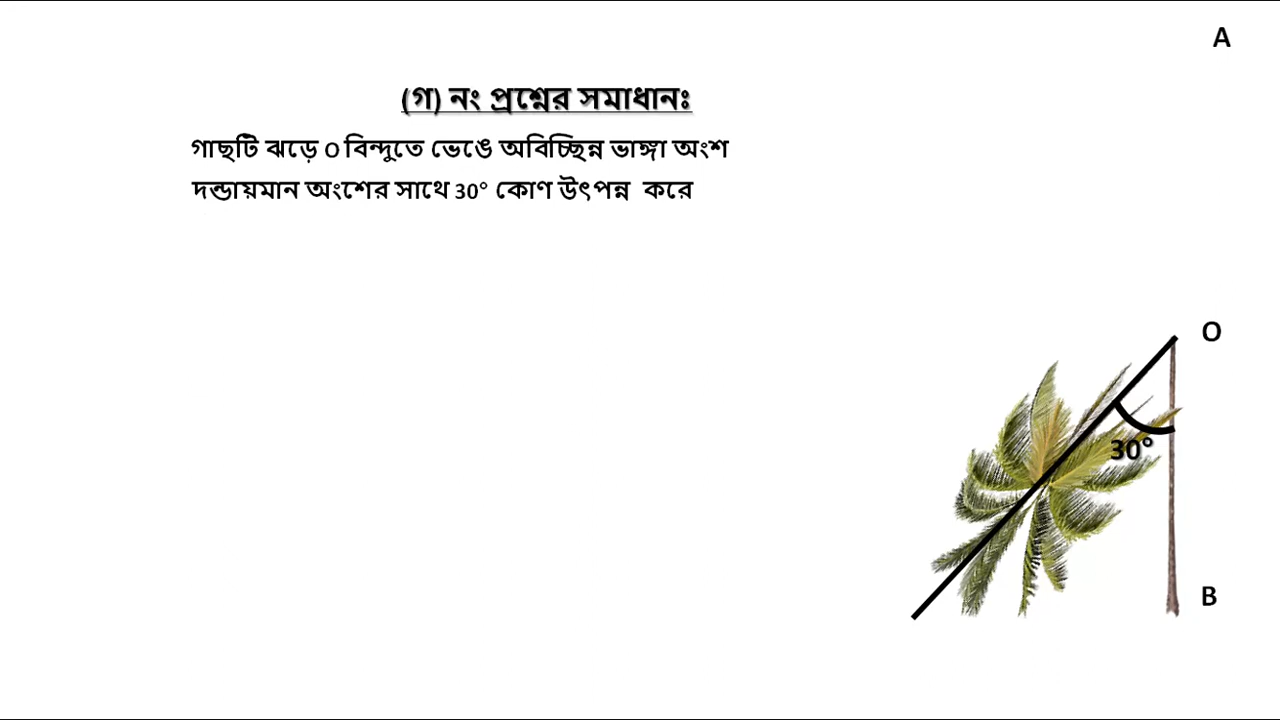 A
(গ) নং প্রশ্নের সমাধানঃ
গাছটি ঝড়ে O বিন্দুতে ভেঙে অবিচ্ছিন্ন ভাঙ্গা অংশ
দন্ডায়মান অংশের সাথে 30° কোণ উৎপন্ন করে
O
30°
B